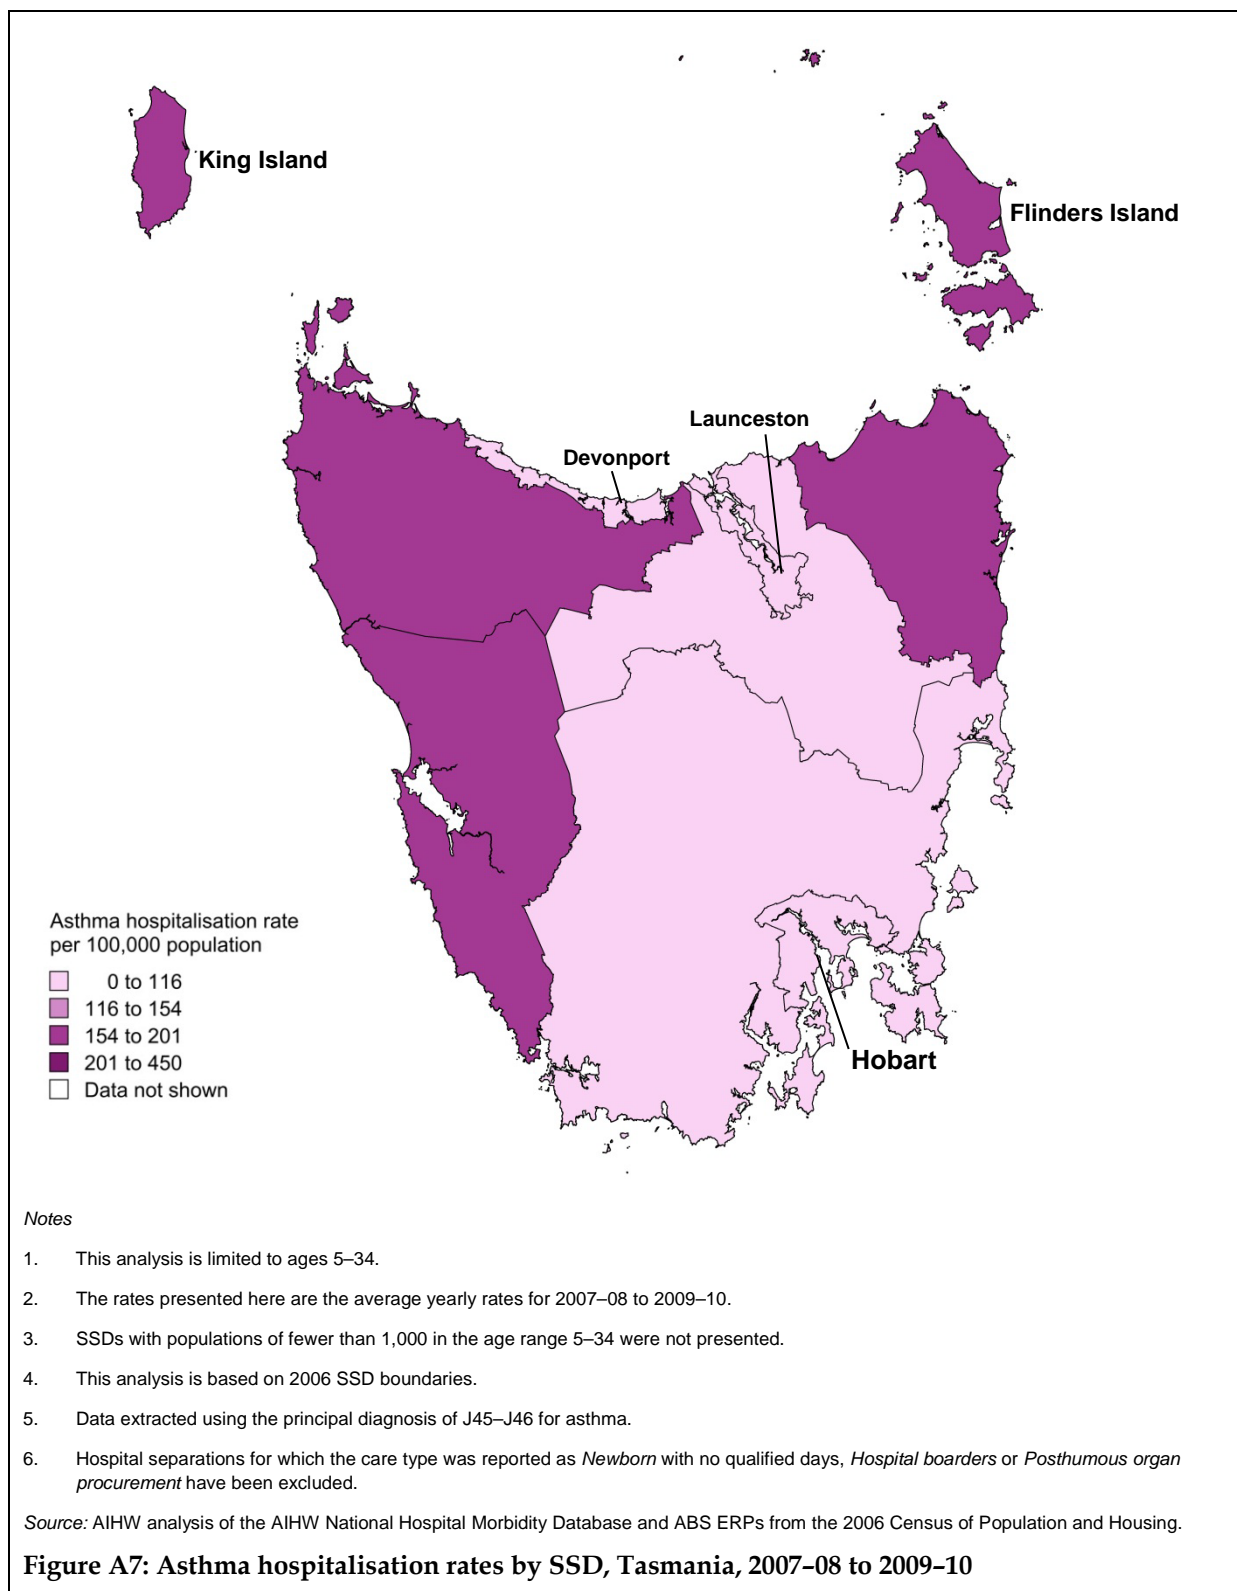 King Island
Flinders Island
Launceston
Devonport
Asthma hospitalisation rate
per 100,000 population
0 to 116
116 to 154
154 to 201
201 to 450
Data not shown
Hobart
Notes
1. This analysis is limited to ages 5–34.
2. The rates presented here are the average yearly rates for 2007–08 to 2009–10.
3. SSDs with populations of fewer than 1,000 in the age range 5–34 were not presented.
4. This analysis is based on 2006 SSD boundaries.
5. Data extracted using the principal diagnosis of J45–J46 for asthma.
6. Hospital separations for which the care type was reported as Newborn with no qualified days, Hospital boarders or Posthumous organ
procurement have been excluded.
Source: AIHW analysis of the AIHW National Hospital Morbidity Database and ABS ERPs from the 2006 Census of Population and Housing.
Figure A7: Asthma hospitalisation rates by SSD, Tasmania, 2007–08 to 2009–10